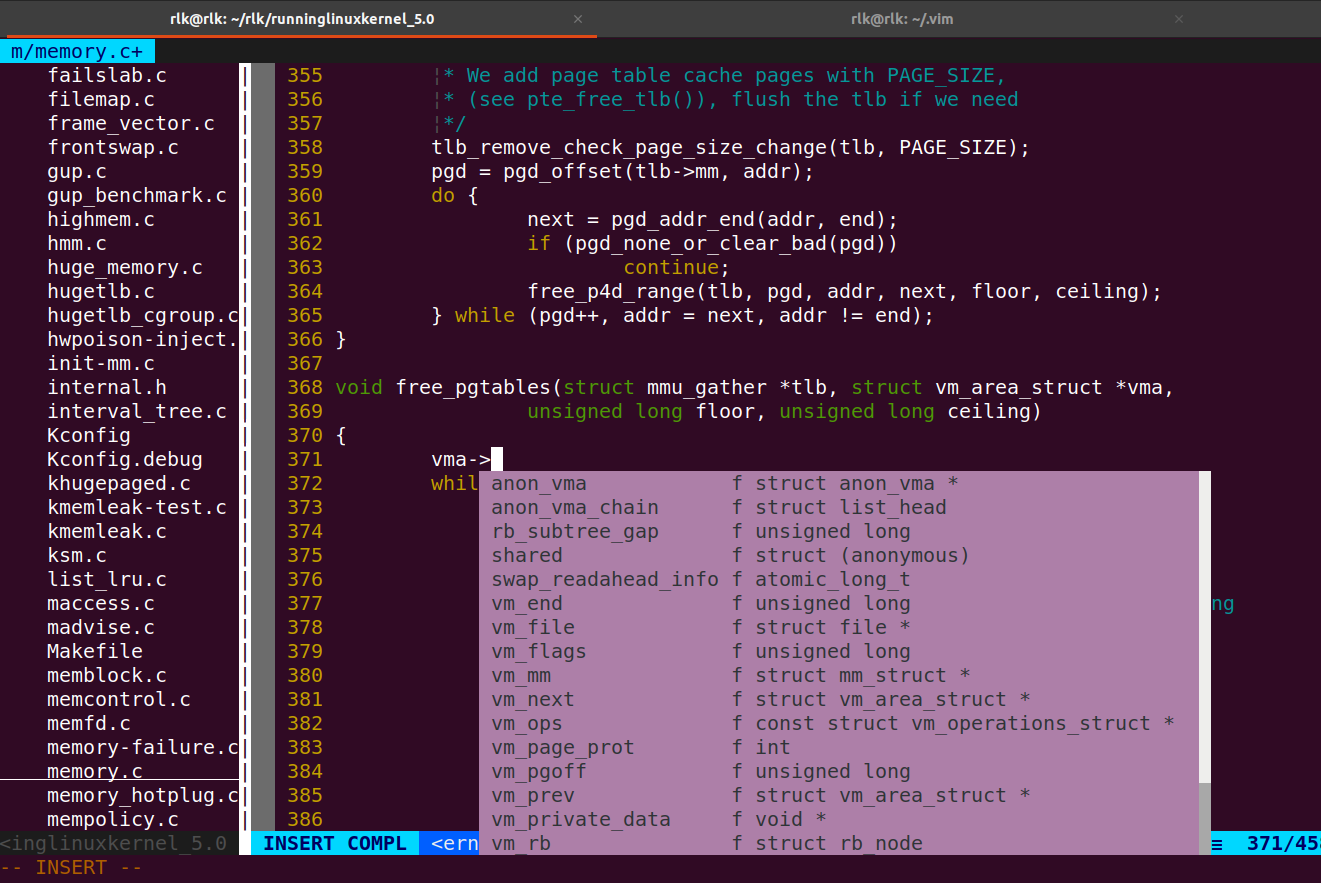 rlk@rlk: ~/rlk/runninglinuxkernel_5.0 × rlk@rlk: ~/.vim ×
m/memory.c+
failslab.c
filemap.c
frame_vector.c
frontswap.c
gup.c
gup_benchmark.c
highmem.c
hmm.c
huge_memory.c
hugetlb.c
hugetlb_cgroup.c
hwpoison-inject.
init-mm.c
internal.h
interval_tree.c
Kconfig
Kconfig.debug
khugepaged.c
kmemleak-test.c
kmemleak.c
ksm.c
list_lru.c
maccess.c
madvise.c
Makefile
memblock.c
memcontrol.c
memfd.c
memory-failure.c
memory.c
memory_hotplug.c
mempolicy.c
<inglinuxkernel_5.0
355 ¦* We add page table cache pages with PAGE_SIZE,
356 ¦* (see pte_free_tlb()), flush the tlb if we need
357 ¦*/
358 tlb_remove_check_page_size_change(tlb, PAGE_SIZE);
359 pgd = pgd_offset(tlb->mm, addr);
360 do {
361 next = pgd_addr_end(addr, end);
362 if (pgd_none_or_clear_bad(pgd))
363 continue;
364 free_p4d_range(tlb, pgd, addr, next, floor, ceiling);
365 } while (pgd++, addr = next, addr != end);
366 }
367
368 void free_pgtables(struct mmu_gather *tlb, struct vm_area_struct *vma,
369 unsigned long floor, unsigned long ceiling)
370 {
371 vma->
372 whil anon_vma f struct anon_vma *
373 anon_vma_chain f struct list_head
374 rb_subtree_gap f unsigned long
375 shared f struct (anonymous)
376 swap_readahead_info f atomic_long_t
377 vm_end f unsigned long ng
378 vm_file f struct file *
379 vm_flags f unsigned long
380 vm_mm f struct mm_struct *
381 vm_next f struct vm_area_struct *
382 vm_ops f const struct vm_operations_struct *
383 vm_page_prot f int
384 vm_pgoff f unsigned long
385 vm_prev f struct vm_area_struct *
386 vm_private_data f void *
INSERT COMPL <ern vm_rb f struct rb_node ≡ 371/458
-- INSERT --